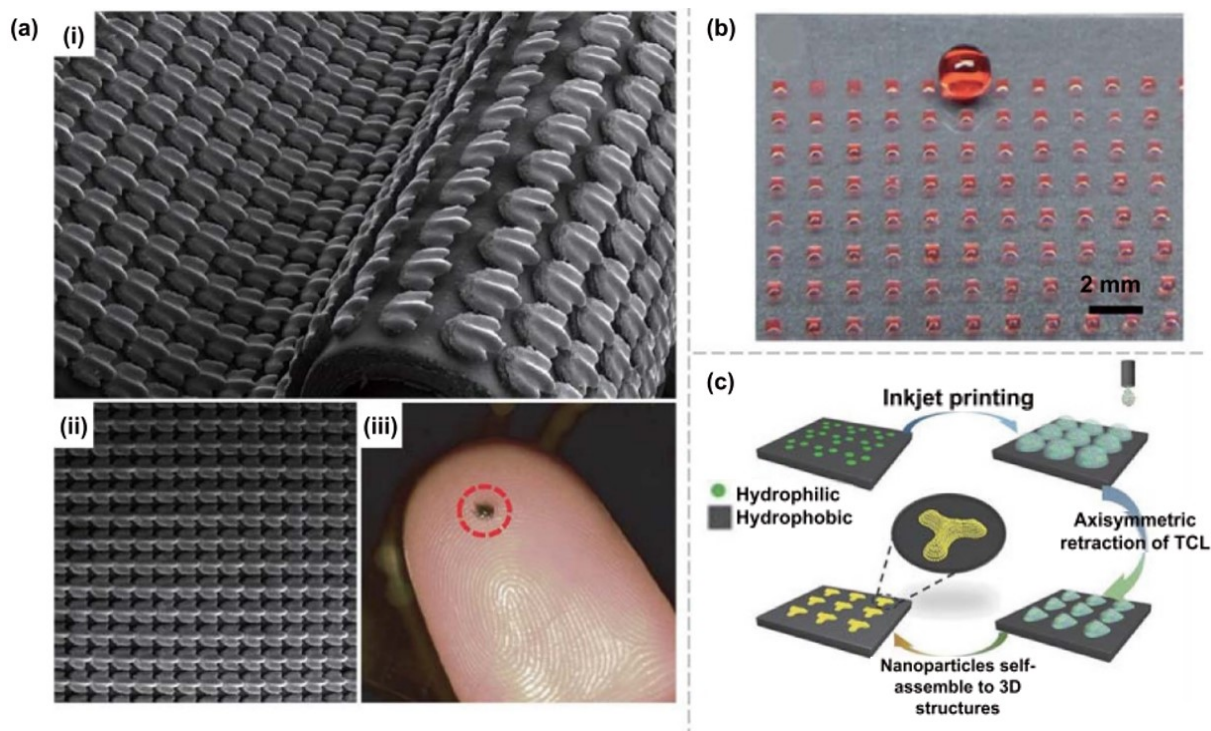 (a)
(i)
(ii)
(iii)
(b)
2 mm
(c)
Inkjet printing
Hydrophilic
Hydrophobic
Axisymmetric
retraction of TCL
Nanoparticles self-
assemble to 3D
structures